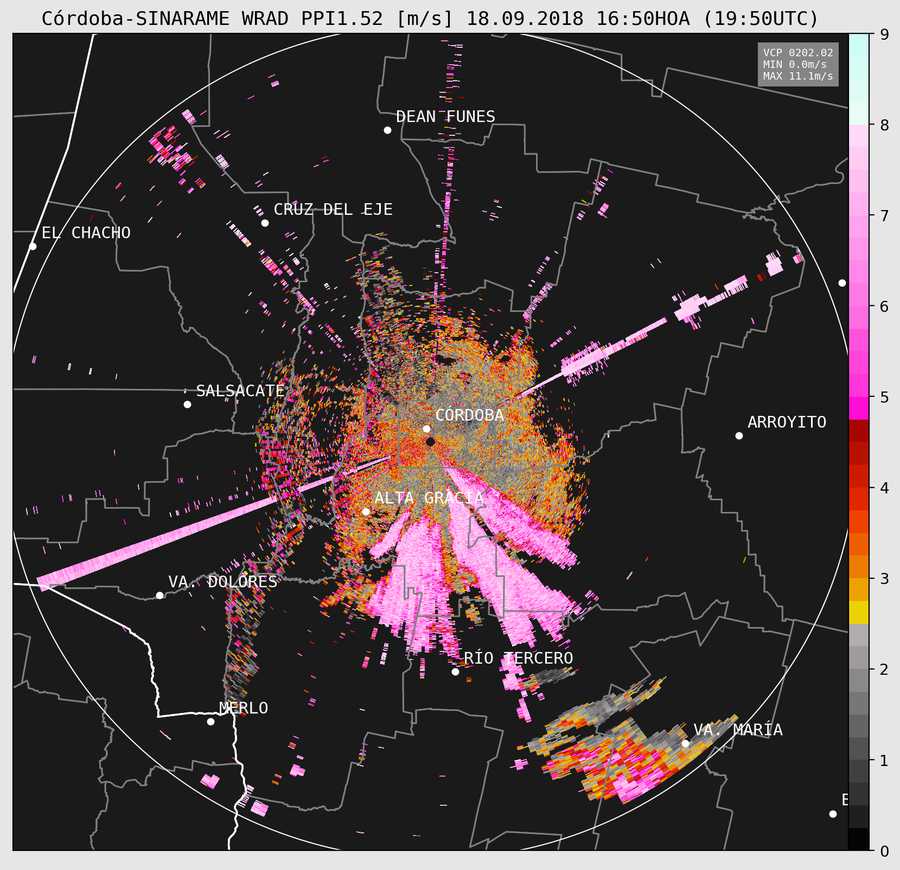 Córdoba-SINARAME WRAD PPI1.52 [m/s] 18.09.2018 16:50HOA (19:50UTC)
VCP 0202.02
MIN 0.0m/s
MAX 11.1m/s
9
8
7
6
5
4
3
2
1
0
DEAN FUNES
CRUZ DEL EJE
EL CHACHO
SALSACATE
CÓRDOBA
ARROYITO
ALTA GRACIA
VA. DOLORES
RÍO TERCERO
MERLO
VA. MARÍA